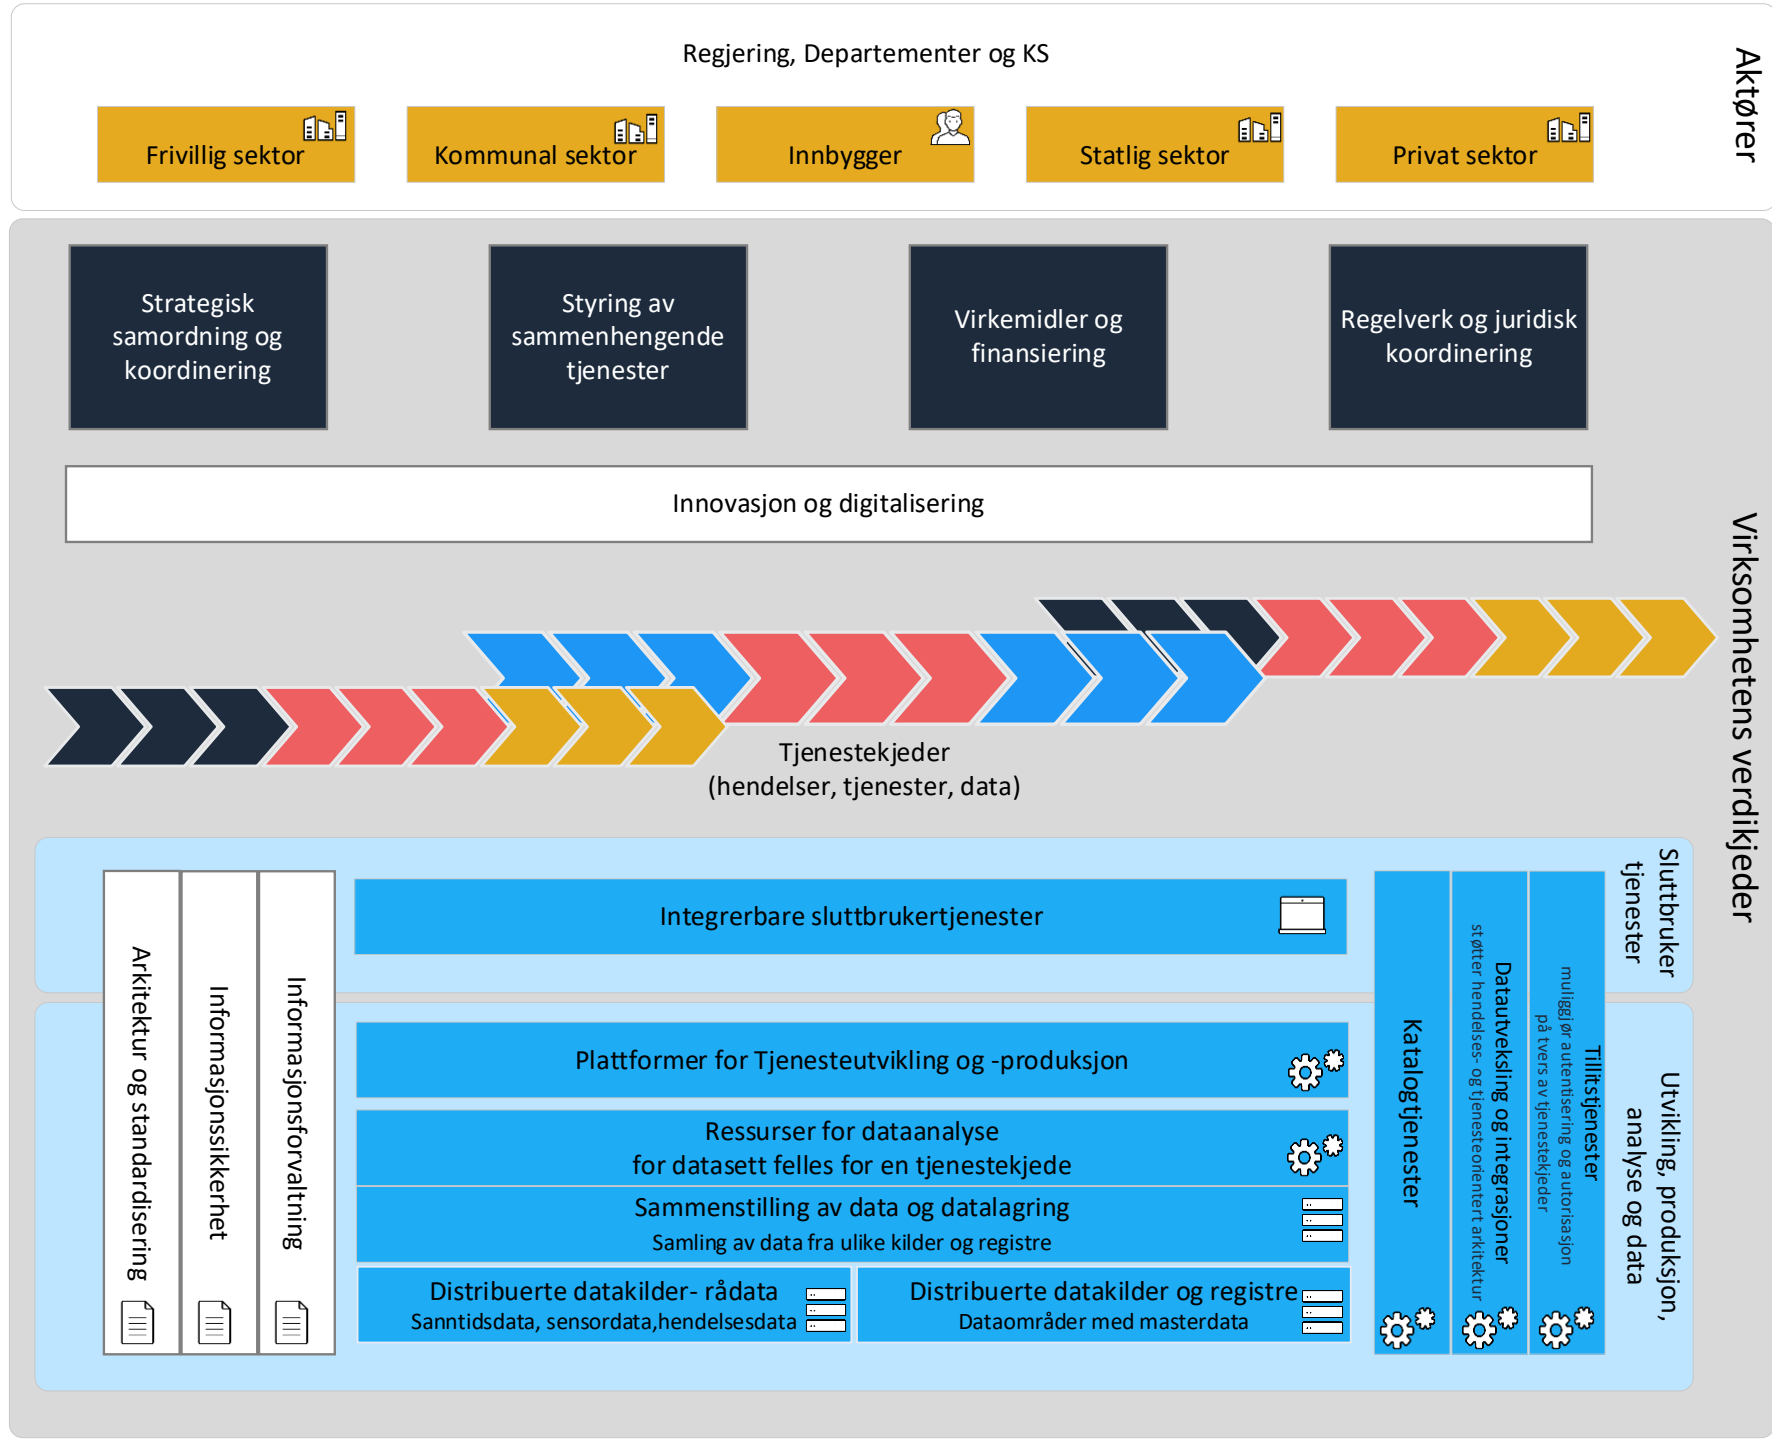 Regjering, Departementer og KS
Aktører
Frivillig sektor
Kommunal sektor
Innbygger
Statlig sektor
Privat sektor
Strategisk
samordning og
koordinering
Styring av
sammenhengende
tjenester
Virkemidler og
finansiering
Regelverk og juridisk
koordinering
Innovasjon og digitalisering
Virksomhetens verdikjeder
Tjenestekjeder
(hendelser, tjenester, data)
Sluttbruker
tjenester
Arkitektur og standardisering
Informasjonssikkerhet
Informasjonsforvaltning
Integrerbare sluttbrukertjenester
Plattformer for Tjenesteutvikling og -produksjon
Ressurser for dataanalyse
for datasett felles for en tjenestekjede
Sammenstilling av data og datalagring
Samling av data fra ulike kilder og registre
Distribuerte datakilder- rådata
Sanntidsdata, sensordata,hendelsesdata
Distribuerte datakilder og registre
Dataområder med masterdata
Katalogtjenester
Datautveksling og integrasjoner
støtter hendelses- og tjenesteorientert arkitektur
Tillitstjenester
muliggjør autentisering og autorisasjon
på tvers av tjenestekjeder
Utvikling, produksjon,
analyse og data